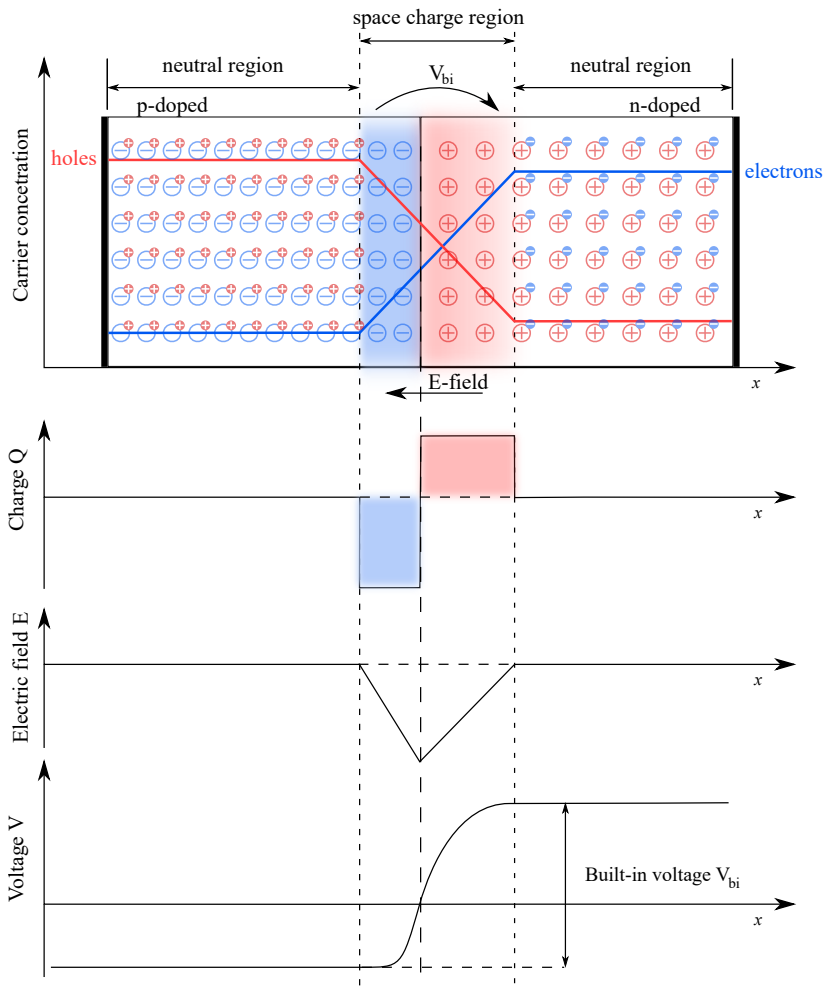 space charge region
neutral region
V_bi
neutral region
p-doped
n-doped
holes
electrons
Carrier concetration
E-field
x
Charge Q
x
Electric field E
x
Voltage V
Built-in voltage V_bi
x